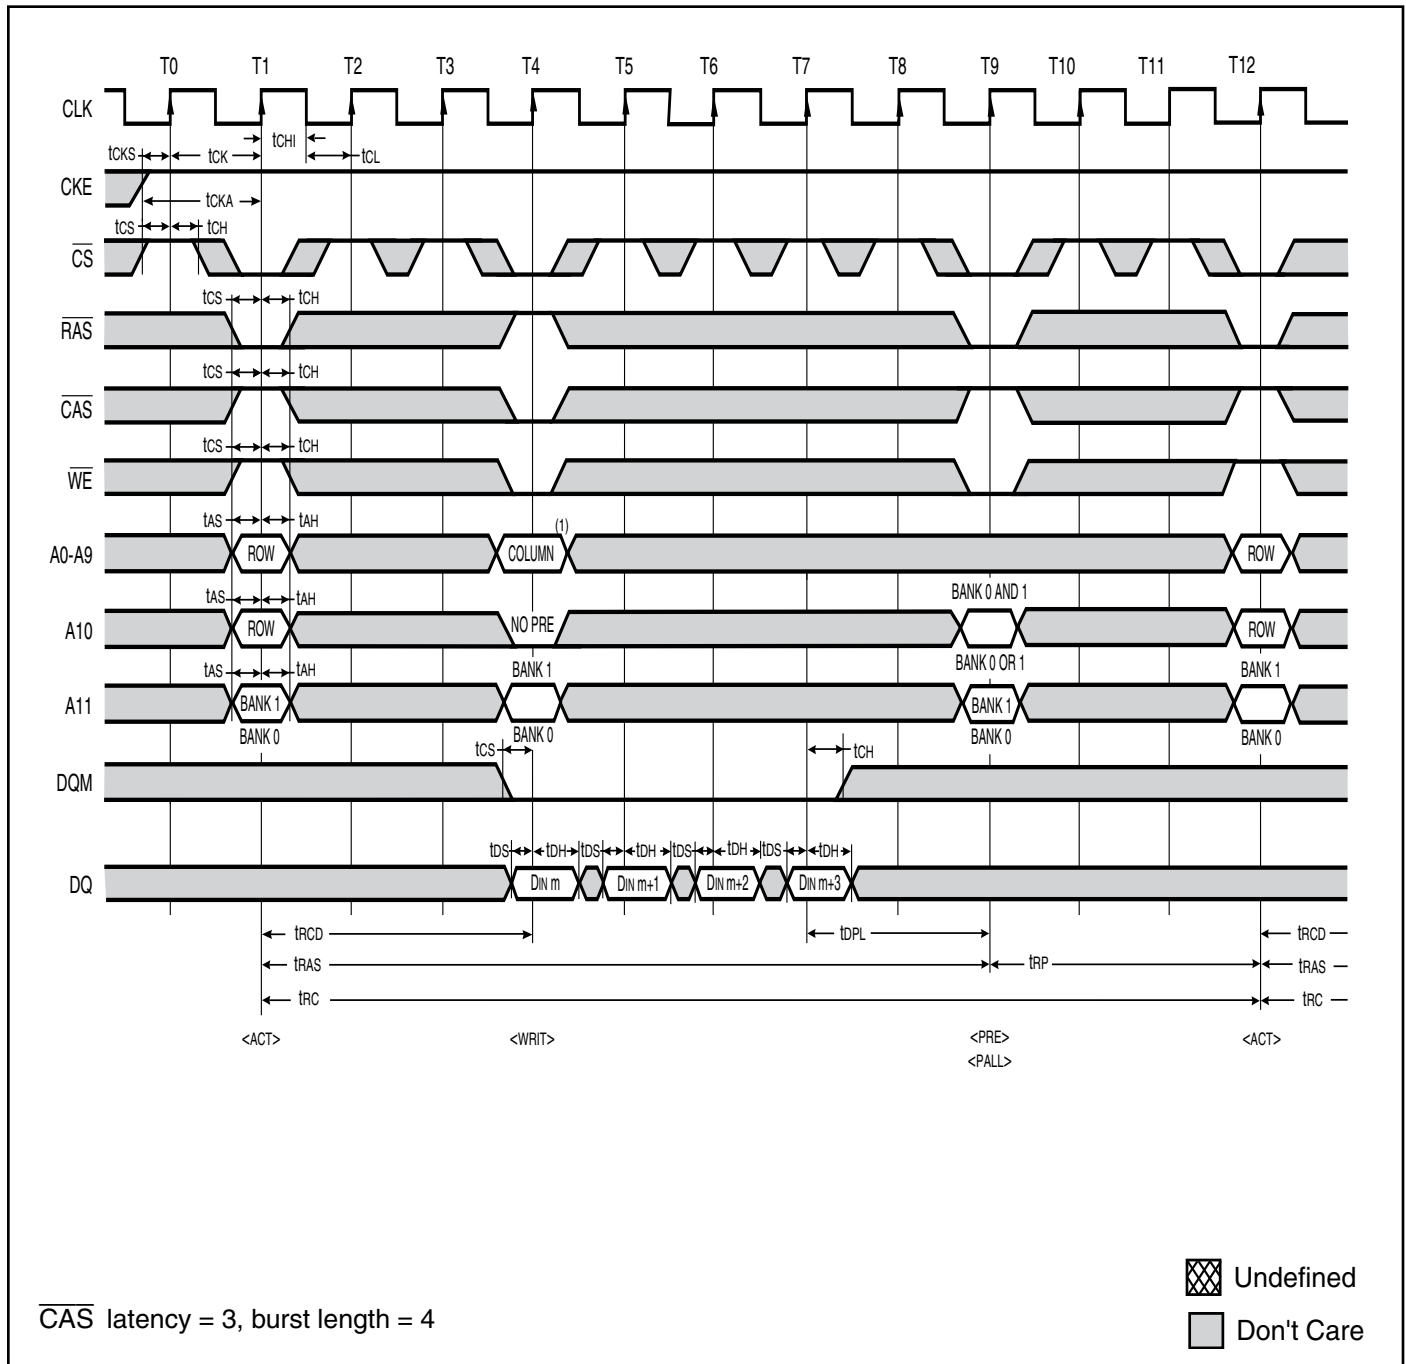 T0 T1 T2 T3 T4 T5 T6 T7 T8 T9 T10 T11 T12
CLK
tCHI
tCKS tCK tCL
CKE
tCKA
tCS tCH
CS
tCS tCH
RAS
tCS tCH
CAS
tCS tCH
WE
tAS tAH (1)
A0-A9 ROW COLUMN ROW
tAS tAH BANK 0 AND 1
A10 ROW NO PRE ROW
tAS tAH BANK 1 BANK 0 OR 1 BANK 1
A11 BANK 1 BANK 1
BANK 0 BANK 0 BANK 0 BANK 0
tCS tCH
DQM
tDS tDH tDS tDH tDS tDH tDS tDH
DQ DIN m DIN m+1 DIN m+2 DIN m+3
tRCD tDPL tRCD
tRAS tRP tRAS
tRC tRC
<ACT> <WRIT> <PRE> <ACT>
<PALL>
Undefined
CAS latency = 3, burst length = 4
Don't Care